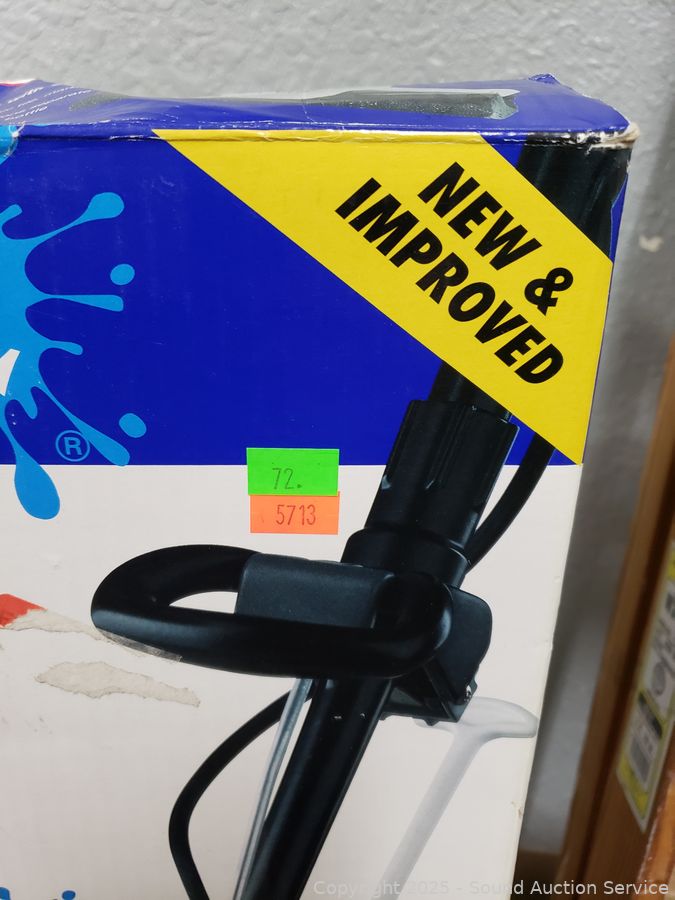 NEW &
IMPROVED
®
72.
5713
Copyright 2025 - Sound Auction Service